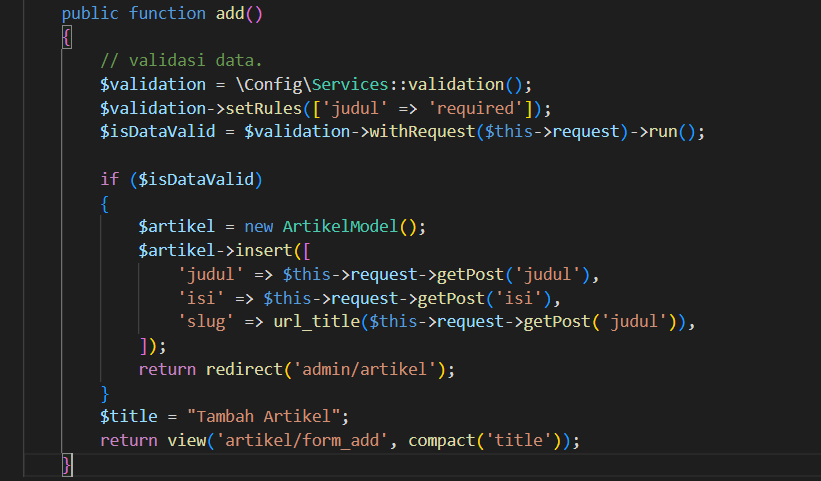 public function add()
{
    // validasi data.
    $validation = \Config\Services::validation();
    $validation->setRules(['judul' => 'required']);
    $isDataValid = $validation->withRequest($this->request)->run();

    if ($isDataValid)
    {
        $artikel = new ArtikelModel();
        $artikel->insert([
            'judul' => $this->request->getPost('judul'),
            'isi' => $this->request->getPost('isi'),
            'slug' => url_title($this->request->getPost('judul')),
        ]);
        return redirect('admin/artikel');
    }
    $title = "Tambah Artikel";
    return view('artikel/form_add', compact('title'));
}